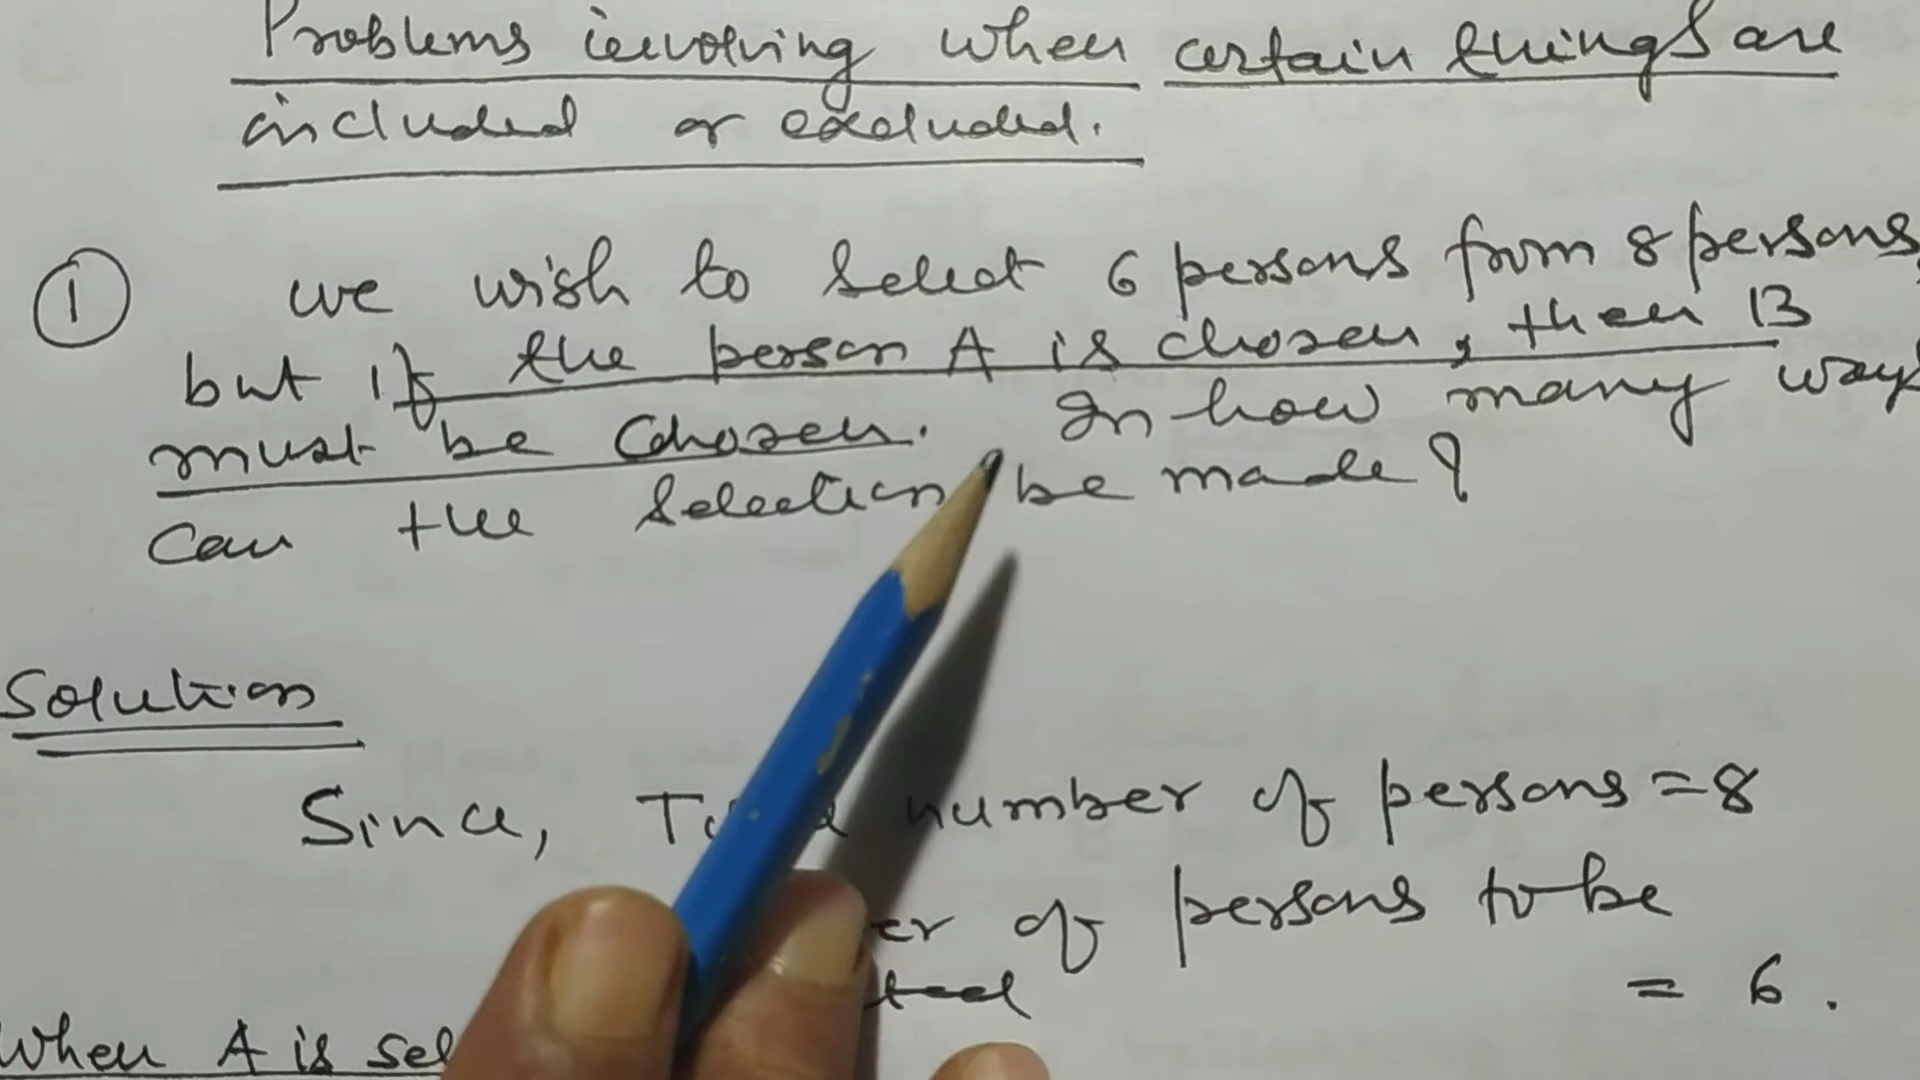 Problems involving when certain things are
included or excluded.
① we wish to select 6 persons from 8 persons,
but if the person A is chosen, then B
must be chosen. In how many ways
can the selection be made?
Solution
Since, number of persons = 8
of persons to be
= 6.
When A is